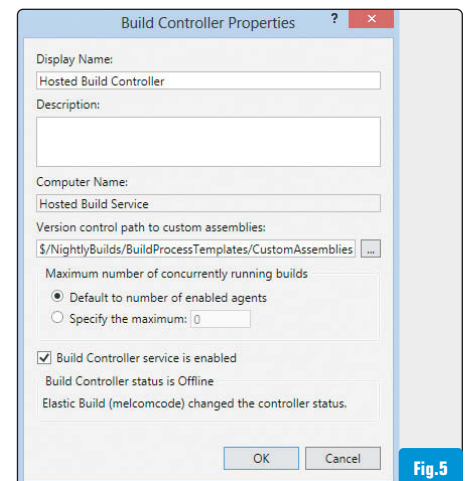 Build Controller Properties
?
×
Display Name:
Hosted Build Controller
Description:
Computer Name:
Hosted Build Service
Version control path to custom assemblies:
$/NightlyBuilds/BuildProcessTemplates/CustomAssemblies ...
Maximum number of concurrently running builds
Default to number of enabled agents
Specify the maximum: 0
Build Controller service is enabled
Build Controller status is Offline
Elastic Build (melcomcode) changed the controller status.
OK Cancel
Fig.5